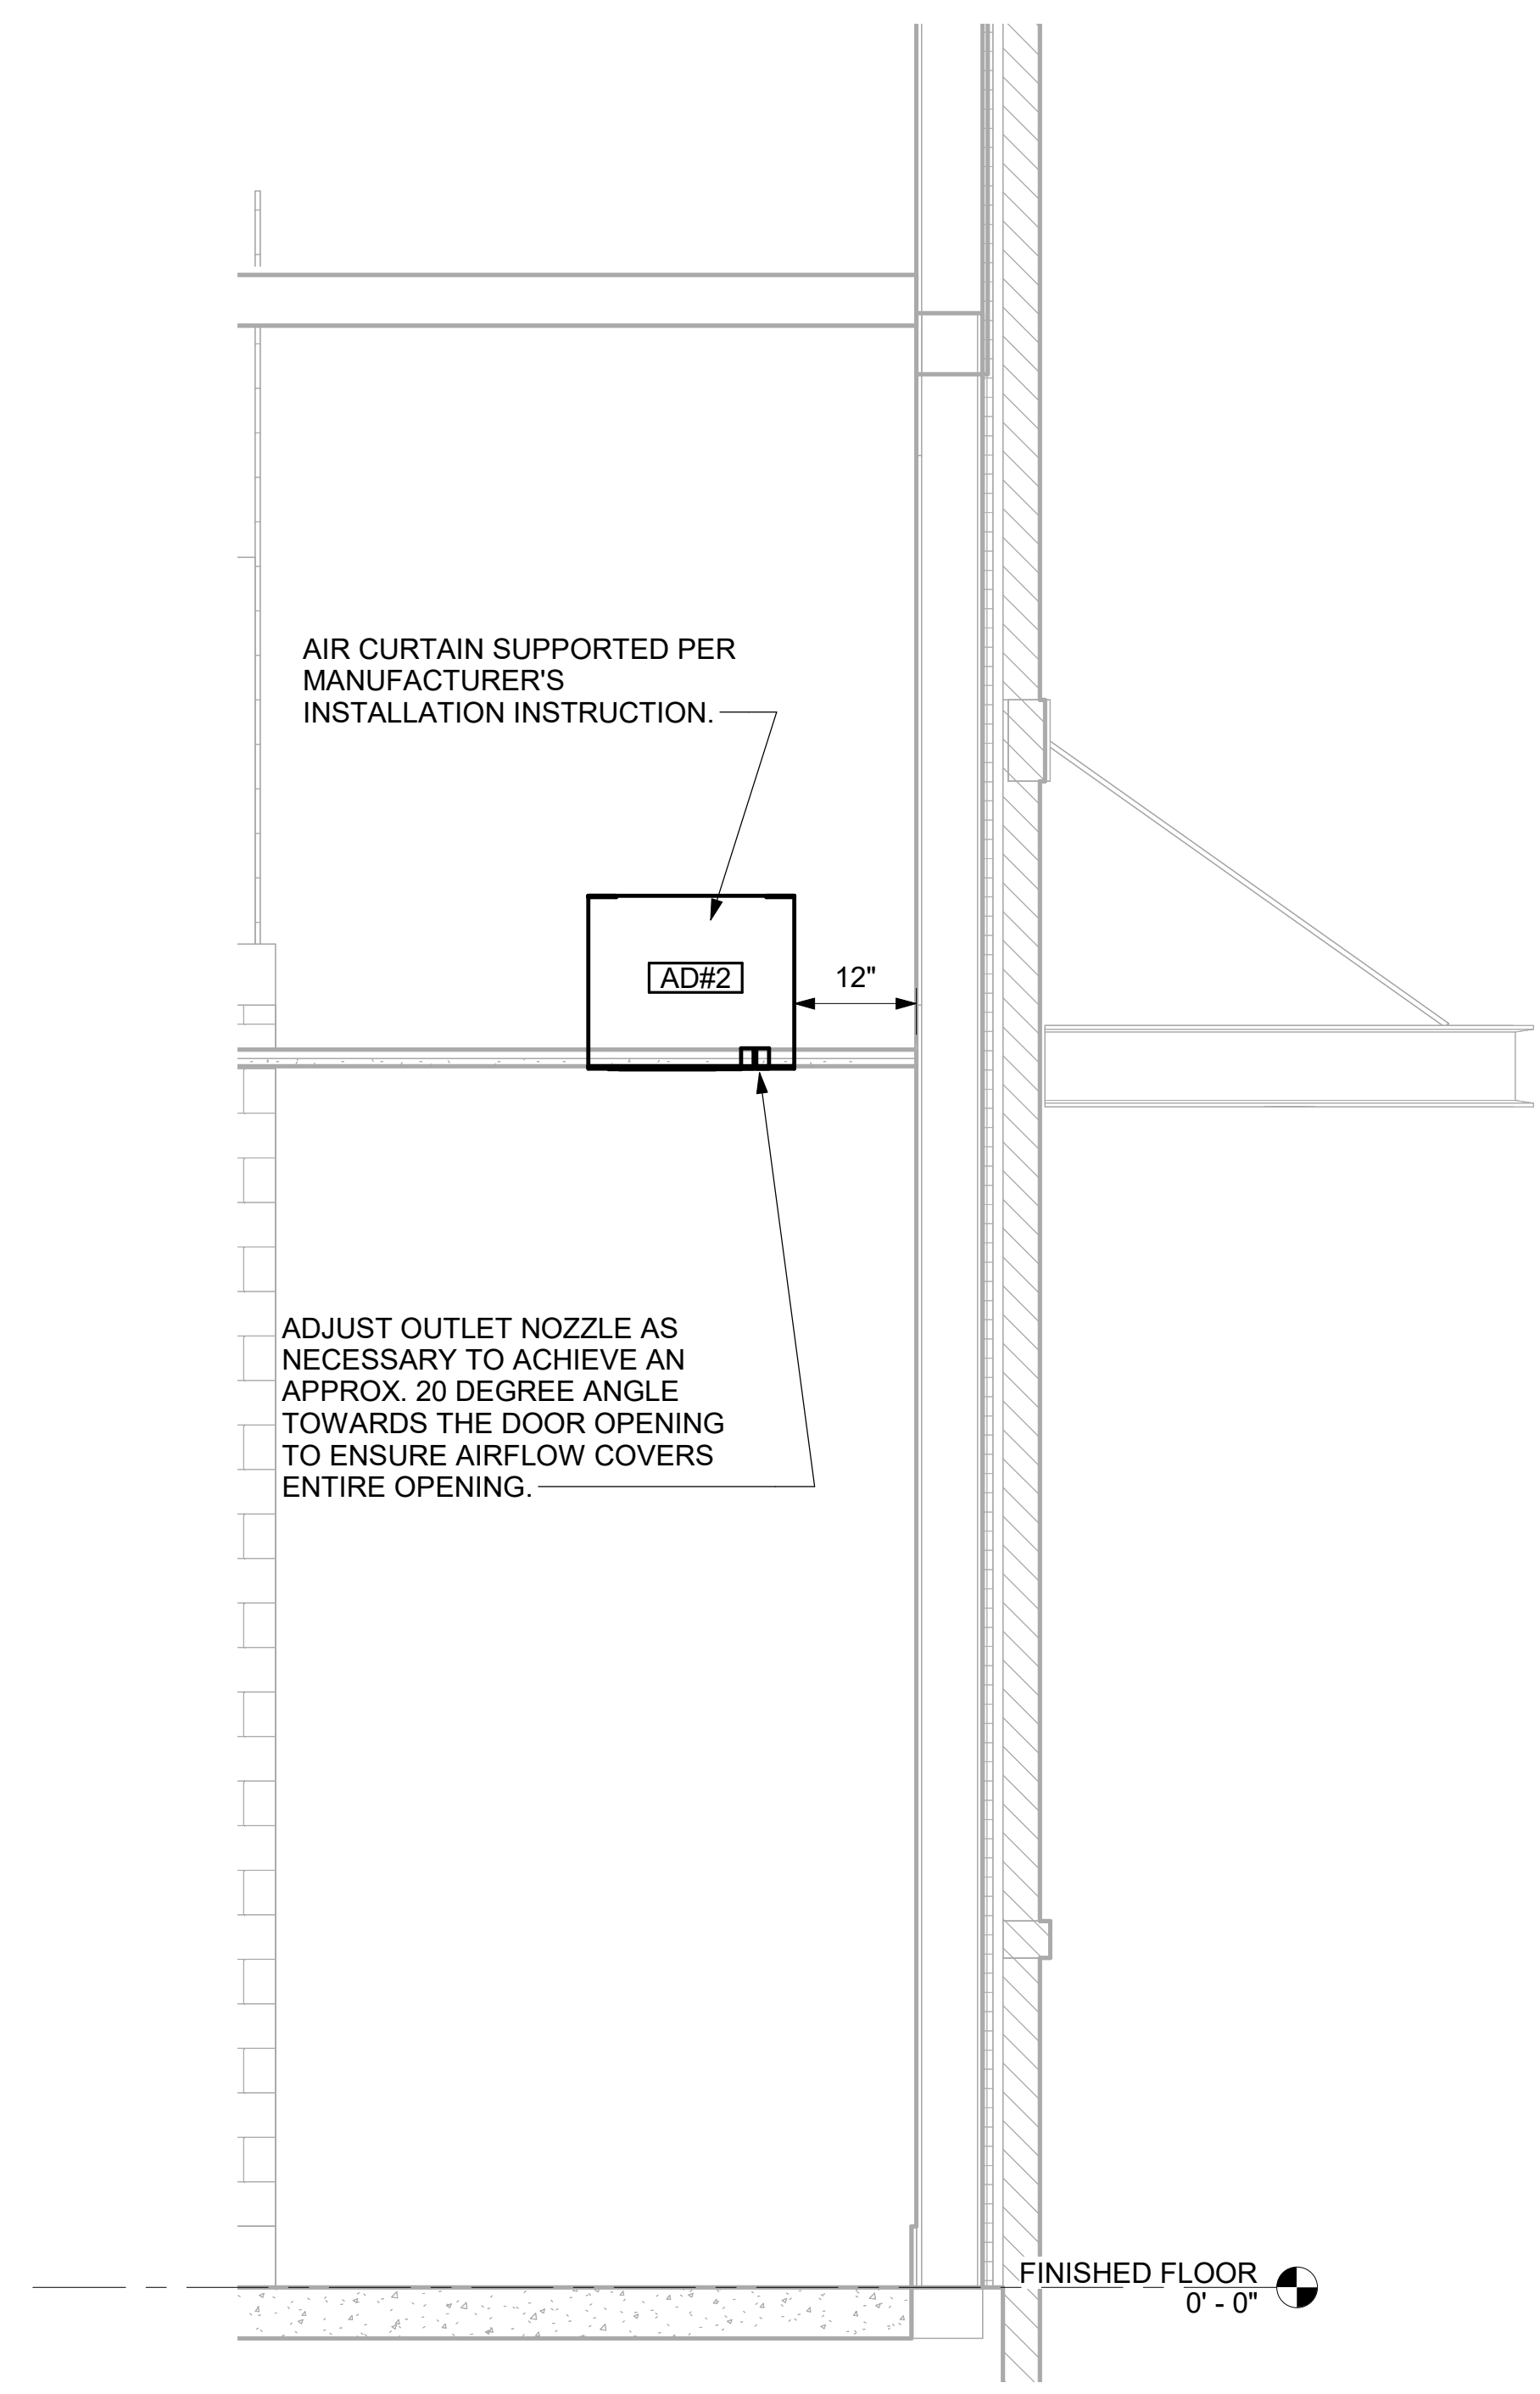 AIR CURTAIN SUPPORTED PER
MANUFACTURER'S
INSTALLATION INSTRUCTION.
AD#2
12"
ADJUST OUTLET NOZZLE AS
NECESSARY TO ACHIEVE AN
APPROX. 20 DEGREE ANGLE
TOWARDS THE DOOR OPENING
TO ENSURE AIRFLOW COVERS
ENTIRE OPENING.
FINISHED FLOOR
0' - 0"